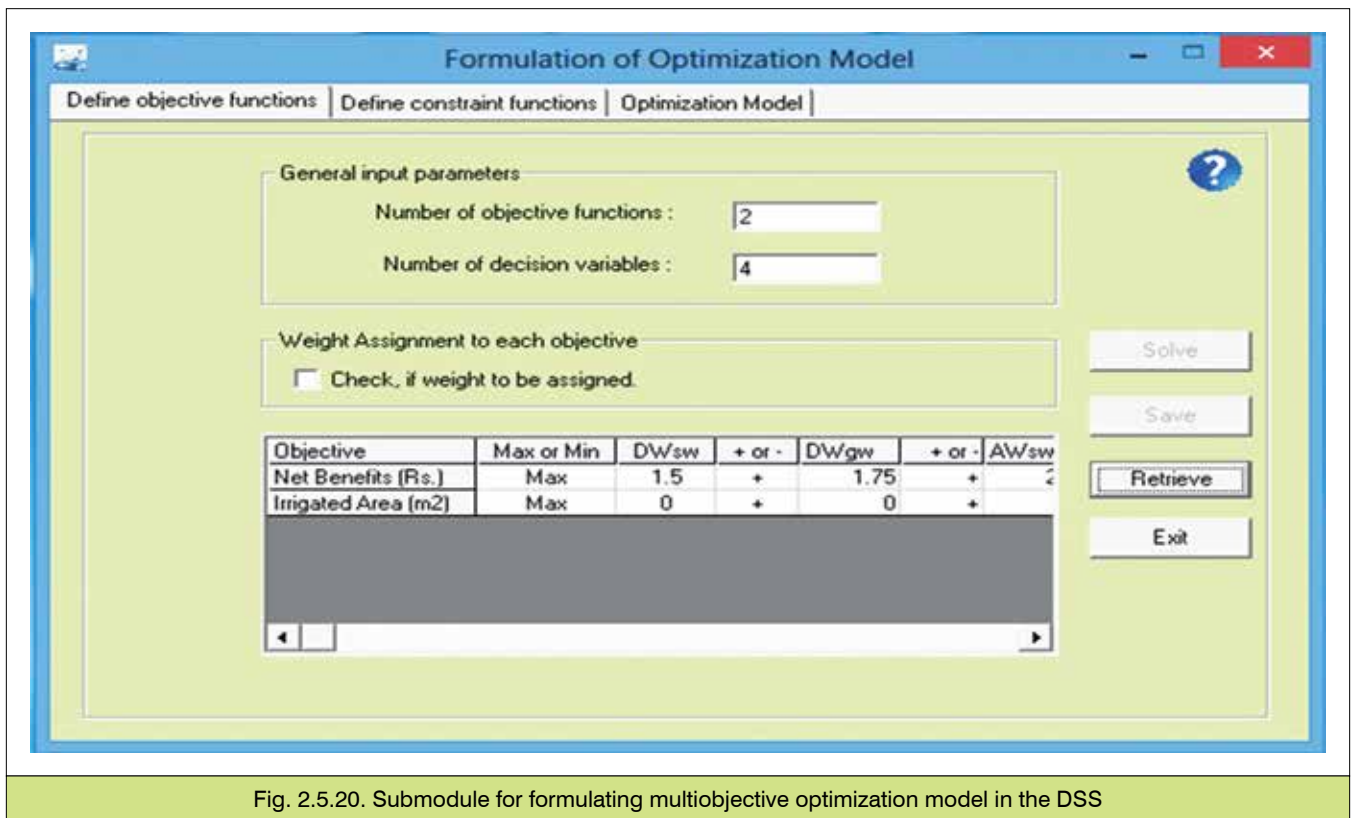 Formulation of Optimization Model
Define objective functions Define constraint functions Optimization Model
General input parameters
Number of objective functions : 2
Number of decision variables : 4
Weight Assignment to each objective
Check, if weight to be assigned.
Solve
Save
Retrieve
Exit
Objective Max or Min DWsw + or - DWgw + or - AWsw
Net Benefits (Rs.) Max 1.5 + 1.75 +
Irrigated Area (m2) Max 0 + 0 +
Fig. 2.5.20. Submodule for formulating multiobjective optimization model in the DSS